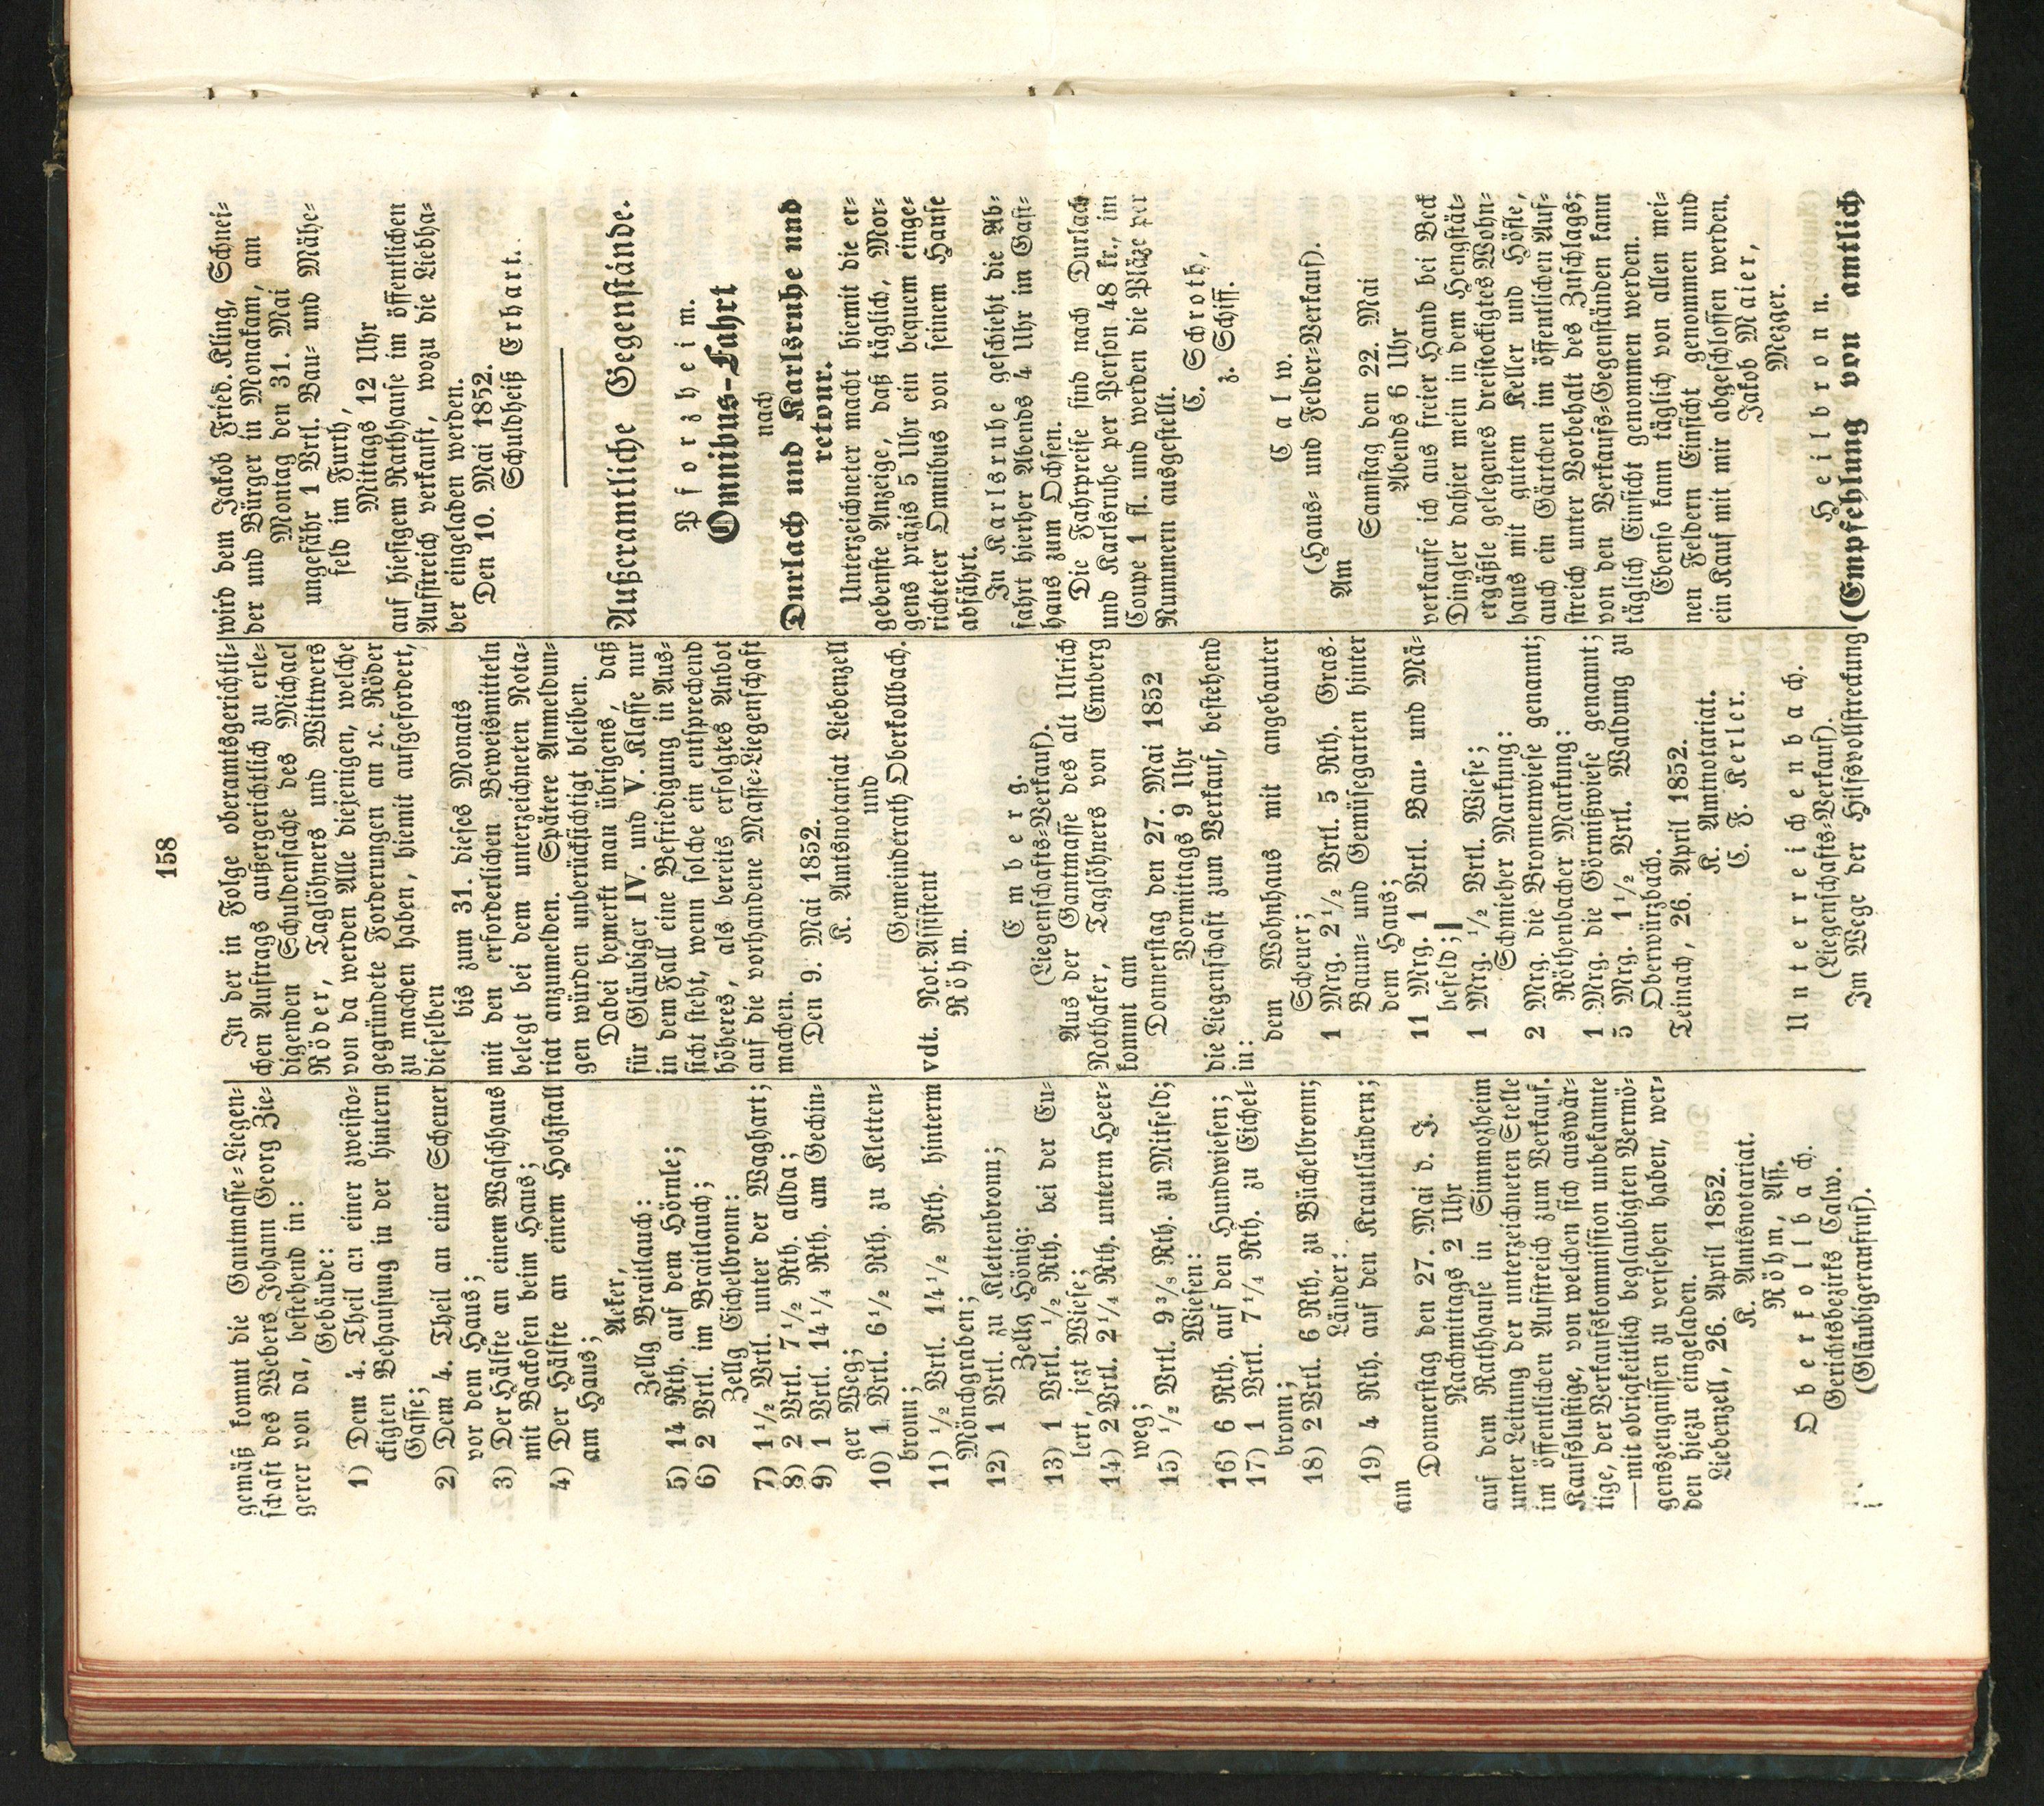 158
gemäß kommt die Gantmasse-Liegen-
schaft des Webers Johann Georg Zie-
gerer von da, bestehend in:
Gebäude:
1) Dem 4. Theil an einer zweisto-
ckigten Behausung in der hintern
Gasse;
2) Dem 4. Theil an einer Scheuer
vor dem Haus;
3) Der Hälfte an einem Waschhaus
mit Backofen beim Haus;
4) Der Hälfte an einem Holzstall
am Haus;
Aeker,
Zellg Braitlauch:
5) 14 Rth. auf dem Hörnle;
6) 2 Vrtl. im Braitlauch;
Zellg Eichelbronn:
7) 1 1/2 Vrtl. unter der Waghart;
8) 2 Vrtl. 7 1/2 Rth. allda;
9) 1 Vrtl. 14 1/4 Rth. am Gechin-
ger Weg;
10) 1 Vrtl. 6 1/2 Rth. zu Kletten-
bronn;
11) 1/2 Vrtl. 14 1/2 Rth. hinterm
Mönchgraben;
12) 1 Vrtl. zu Klettenbronn;
Zellg Hönig:
13) 1 Vrtl. 1/2 Rth. bei der Eu-
lert, jezt Wiese;
14) 2 Vrtl. 2 1/4 Rth. unterm Heer-
weg;
15) 1/2 Vrtl. 9 3/8 Rth. zu Mitfeld;
Wiesen:
16) 6 Rth. auf den Hundwiesen;
17) 1 Vrtl. 7 1/4 Rth. zu Eichel-
bronn;
18) 2 Vrtl. 6 Rth. zu Büchelbronn;
Länder:
19) 4 Rth. auf den Krautländern;
am
Donnerstag den 27. Mai d. J.
Nachmittags 2 Uhr
auf dem Rathhause in Simmozheim
unter Leitung der unterzeichneten Stelle
im öffentlichen Aufstreich zum Verkauf.
Kaufslustige, von welchen sich auswär-
tige, der Verkaufskommission unbekannte
—mit obrigkeitlich beglaubigten Vermö-
genszeugnissen zu versehen haben, wer-
den hiezu eingeladen.
Liebenzell, 26. April 1852.
K. Amtsnotariat.
Röhm, Ass.
Oberkollbach.
Gerichtsbezirks Calw.
(Gläubigeraufruf).
In der in Folge oberamtsgerichtli-
chen Auftrags außergerichtlich zu erle-
digenden Schuldensache des Michael
Röder, Taglöhners und Wittwers
von da werden Alle diejenigen, welche
gegründete Forderungen an ꝛc. Röder
zu machen haben, hiemit aufgefordert,
dieselben
bis zum 31. dieses Monats
mit den erforderlichen Beweismitteln
belegt bei dem unterzeichneten Nota-
riat anzumelden. Spätere Anmeldun-
gen würden unberücksichtigt bleiben.
Dabei bemerkt man übrigens, daß
für Gläubiger IV. und V. Klasse nur
in dem Fall eine Befriedigung in Aus-
sicht steht, wenn solche ein entsprechend
höheres, als bereits erfolgtes Anbot
auf die vorhandene Masse-Liegenschaft
machen.
Den 9. Mai 1852.
K. Amtsnotariat Liebenzell
und
Gemeinderath Oberkollbach.
vdt. Not. Assistent
Röhm.
Emberg.
(Liegenschafts-Verkauf).
Aus der Gantmasse des alt Ulrich
Nothaker, Taglöhners von Emberg
kommt am
Donnerstag den 27. Mai 1852
Vormittags 9 Uhr
die Liegenschaft zum Verkauf, bestehend
in:
dem Wohnhaus mit angebauter
Scheuer;
1 Mrg. 2 1/2 Vrtl. 5 Rth. Gras-
Baum- und Gemüsegarten hinter
dem Haus;
11 Mrg. 1 Vrtl. Bau- und Mä-
hefeld;
1 Mrg. 1/2 Vrtl. Wiese;
Schmieher Markung:
2 Mrg. die Bronnenwiese genannt;
Röthenbacher Markung:
1 Mrg. die Görmißwiese genannt;
5 Mrg. 1 1/2 Vrtl. Waldung zu
Oberwürzbach.
Teinach, 26. April 1852.
K. Amtnotariat.
C. F. Kerler.
Unterreichenbach.
(Liegenschafts-Verkauf).
Im Wege der Hilfsvollstreckung
wird dem Jakob Fried. Kling, Schnei-
der und Bürger in Monakam, am
Montag den 31. Mai
ungefähr 1 Vrtl. Bau- und Mähe-
feld im Furth,
Mittags 12 Uhr
auf hiesigem Rathhause im öffentlichen
Aufstreich verkauft, wozu die Liebha-
ber eingeladen werden.
Den 10. Mai 1852.
Schuldheiß Erhart.
Außeramtliche Gegenstände.
Pforzheim.
Omnibus-Fahrt
nach
Durlach und Karlsruhe und
retour.
Unterzeichneter macht hiemit die er-
gebenste Anzeige, daß täglich, Mor-
gens präzis 5 Uhr ein bequem einge-
richteter Omnibus von seinem Hause
abfährt.
In Karlsruhe geschieht die Ab-
fahrt hierher Abends 4 Uhr im Gast-
haus zum Ochsen.
Die Fahrpreise sind nach Durlach
und Karlsruhe per Person 48 kr., im
Coupe 1 fl. und werden die Pläze per
Nummern ausgestellt.
C. Schroth,
z. Schiff.
Calw.
(Haus- und Felder-Verkauf).
Am
Samstag den 22. Mai
Abends 6 Uhr
verkaufe ich aus freier Hand bei Beck
Dingler dahier mein in dem Hengstät-
ergäßle gelegenes dreistockigtes Wohn-
haus mit gutem Keller und Höfle,
auch ein Gärtchen im öffentlichen Auf-
streich unter Vorbehalt des Zuschlags;
von den Verkaufs-Gegenständen kann
täglich Einsicht genommen werden.
Ebenso kann täglich von allen mei-
nen Feldern Einsicht genommen und
ein Kauf mit mir abgeschlossen werden.
Jakob Maier,
Mezger.
Heilbronn.
(Empfehlung von amtlich